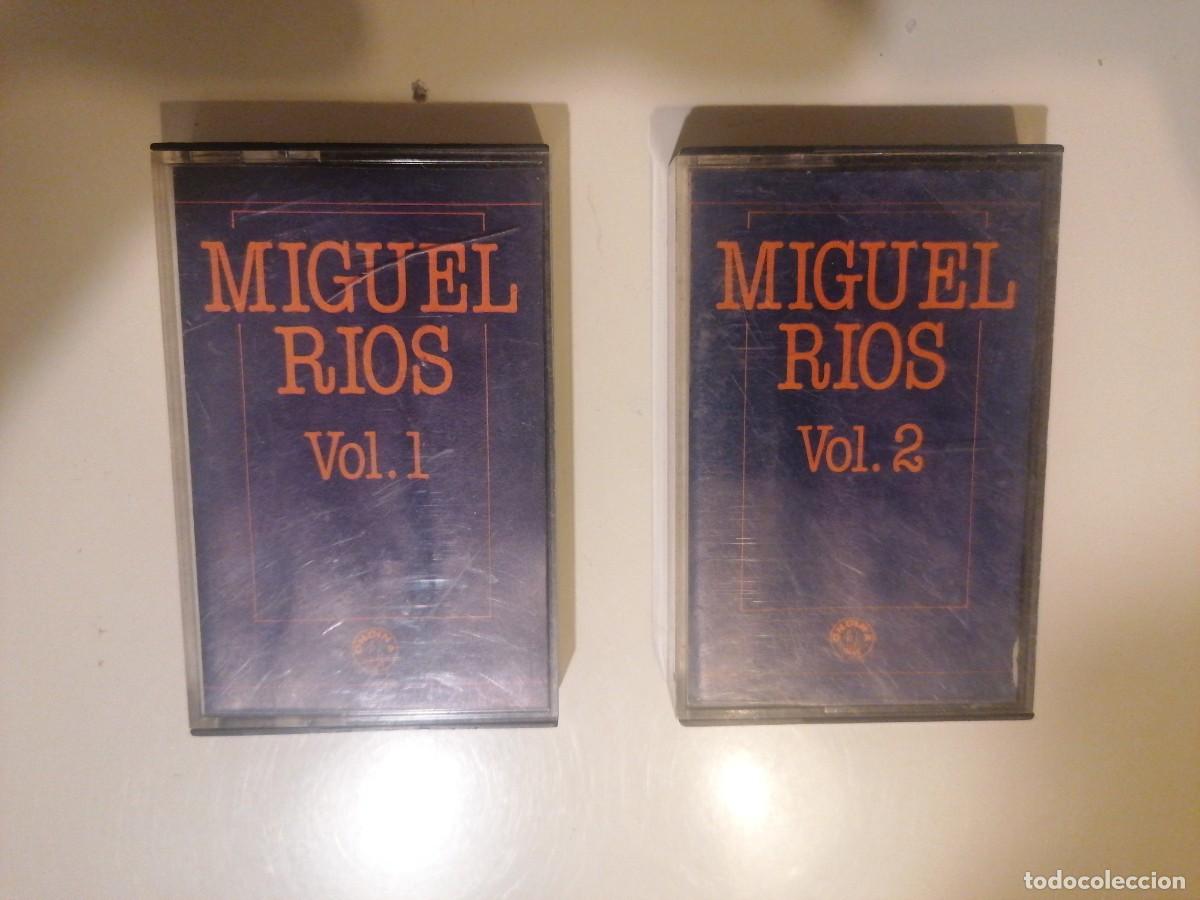 MIGUEL
RIOS
Vol. 1
MIGUEL
RIOS
Vol. 2
todocoleccion